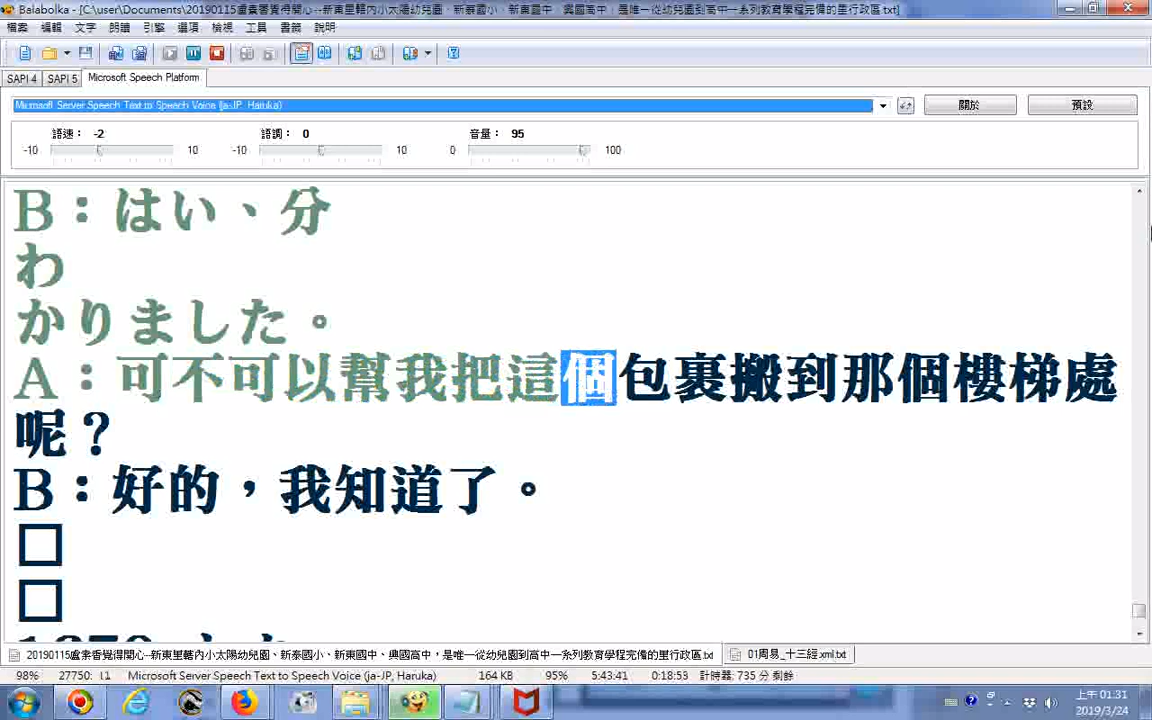 Balabolka - [C:\user\Documents\20190115盧素香覺得開心--新東里轄內小太陽幼兒園、新泰國小、新東國中、興國高中，是唯一從幼兒園到高中一系列教育學程完備的里行政區.txt]
檔案 編輯 文字 朗讀 引擎 選項 檢視 工具 書籤 說明
SAPI 4 SAPI 5 Microsoft Speech Platform
Microsoft Server Speech Text to Speech Voice (ja-JP, Haruka)
關於 預設
語速： -2 語調： 0 音量： 95
-10 10 -10 10 0 100
B：はい、分
わ
かりました。
A：可不可以幫我把這個包裹搬到那個樓梯處
呢？
B：好的，我知道了。
□
□
20190115盧素香覺得開心--新東里轄內小太陽幼兒園、新泰國小、新東國中、興國高中，是唯一從幼兒園到高中一系列教育學程完備的里行政區.txt 01周易_十三經.xml.txt
98% 27750: 11 Microsoft Server Speech Text to Speech Voice (ja-JP, Haruka) 164 KB 95% 5:43:41 0:18:53 計時器: 735 分 剩餘
上午 01:31
2019/3/24